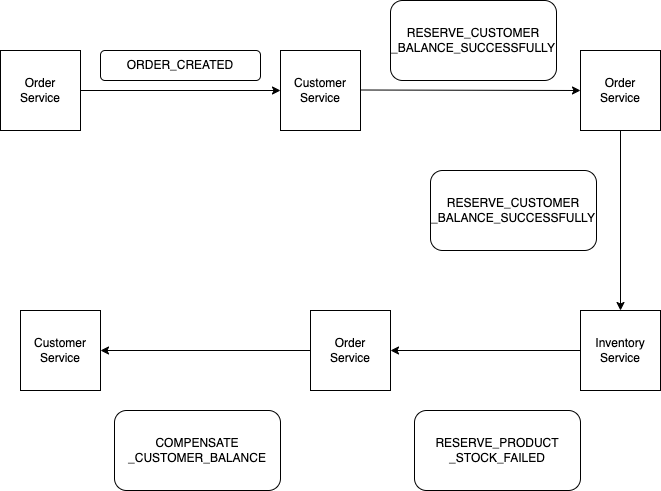 RESERVE_CUSTOMER
_BALANCE_SUCCESSFULLY
ORDER_CREATED
Order
Service
Customer
Service
Order
Service
RESERVE_CUSTOMER
_BALANCE_SUCCESSFULLY
Customer
Service
Order
Service
Inventory
Service
COMPENSATE
_CUSTOMER_BALANCE
RESERVE_PRODUCT
_STOCK_FAILED